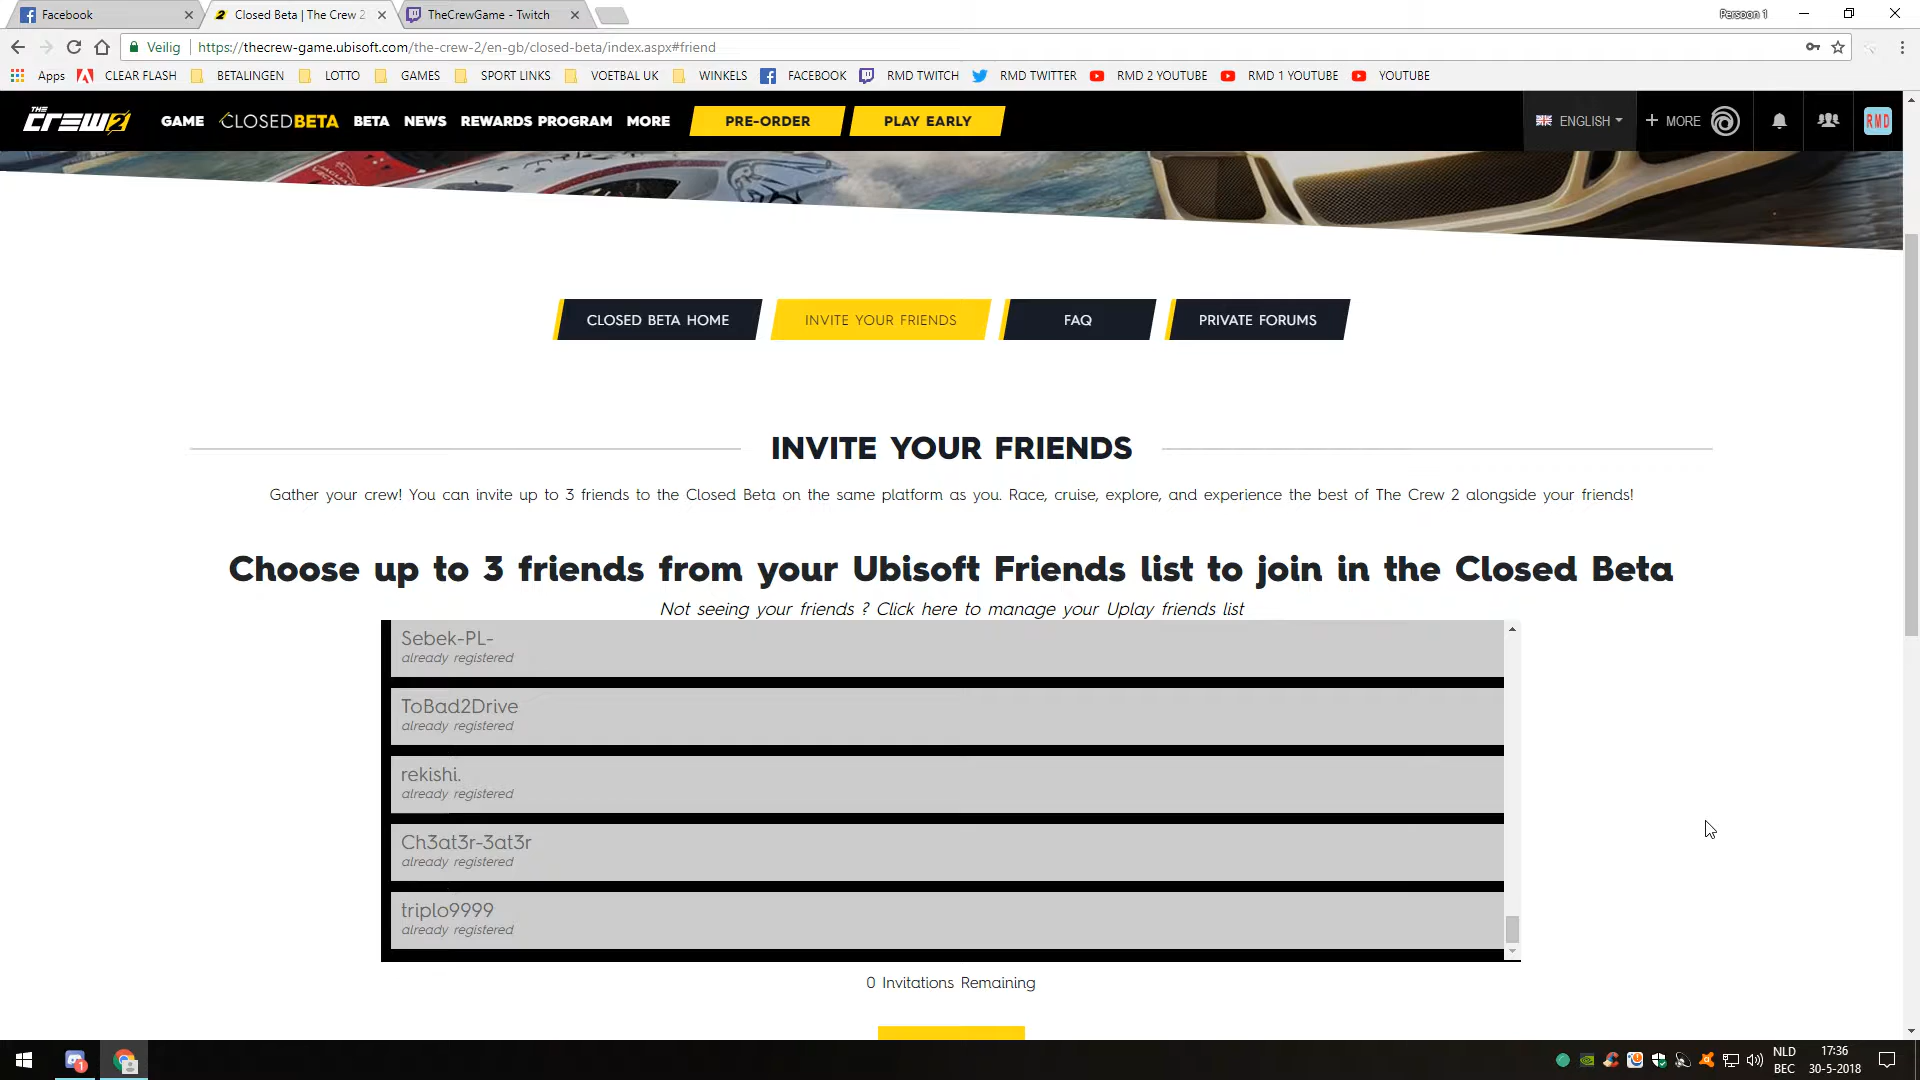 Facebook
Closed Beta | The Crew 2
TheCrewGame - Twitch
Persoon 1
Veilig
https://thecrew-game.ubisoft.com/the-crew-2/en-gb/closed-beta/index.aspx#friend
Apps
CLEAR FLASH
BETALINGEN
LOTTO
GAMES
SPORT LINKS
VOETBAL UK
WINKELS
FACEBOOK
RMD TWITCH
RMD TWITTER
RMD 2 YOUTUBE
RMD 1 YOUTUBE
YOUTUBE
THE CREW 2
GAME
CLOSEDBETA
BETA
NEWS
REWARDS PROGRAM
MORE
PRE-ORDER
PLAY EARLY
ENGLISH
MORE
RMD
CLOSED BETA HOME
INVITE YOUR FRIENDS
FAQ
PRIVATE FORUMS
INVITE YOUR FRIENDS
Gather your crew! You can invite up to 3 friends to the Closed Beta on the same platform as you. Race, cruise, explore, and experience the best of The Crew 2 alongside your friends!
Choose up to 3 friends from your Ubisoft Friends list to join in the Closed Beta
Not seeing your friends ? Click here to manage your Uplay friends list
Sebek-PL-
already registered
ToBad2Drive
already registered
rekishi.
already registered
Ch3at3r-3at3r
already registered
triplo9999
already registered
0 Invitations Remaining
1
NLD
BEC
17:36
30-5-2018